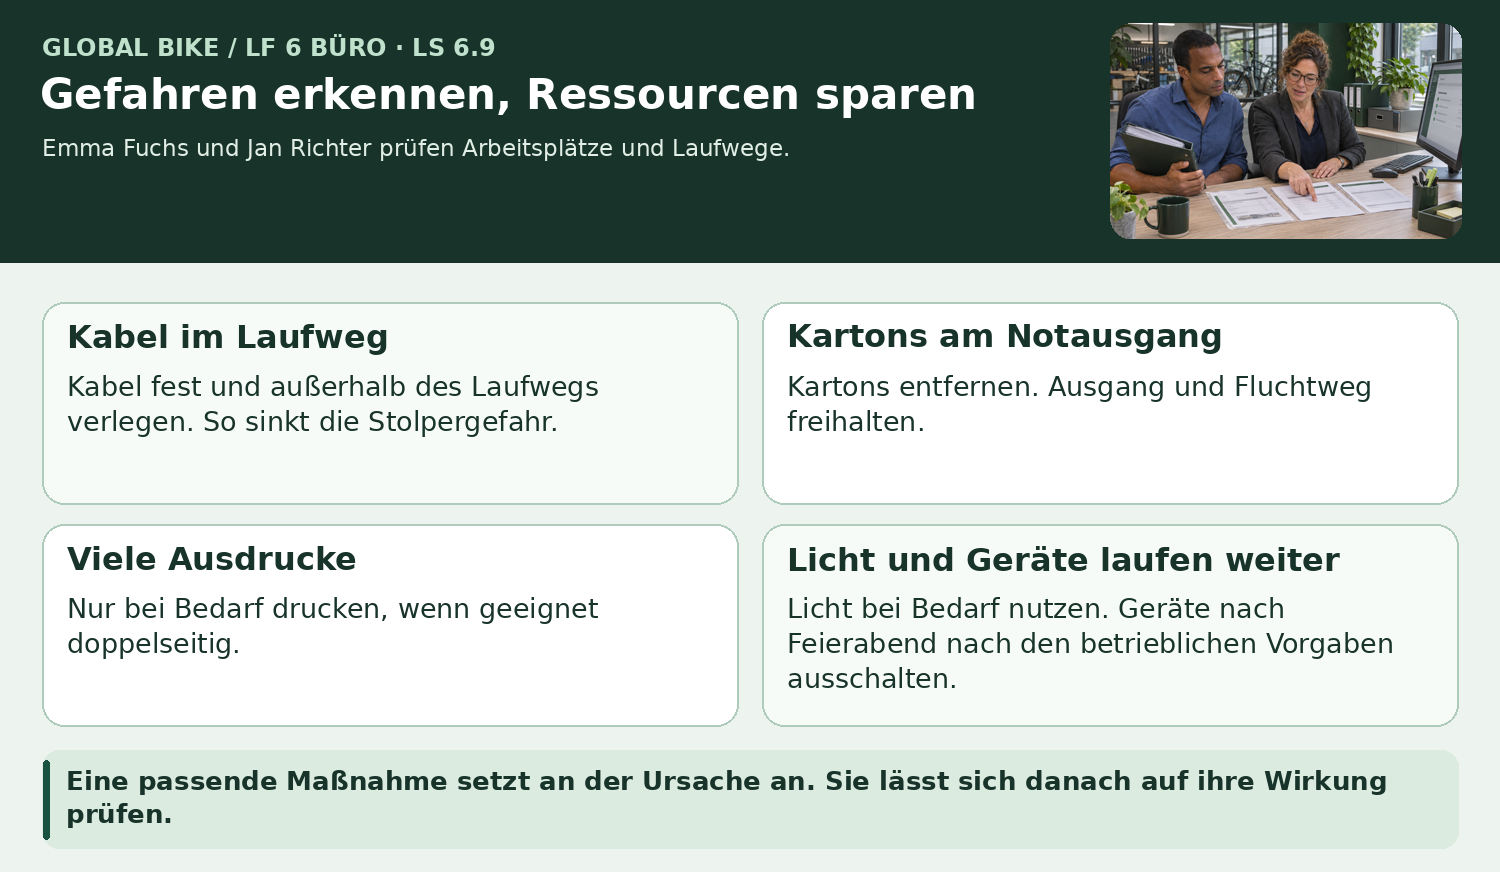 GLOBAL BIKE / LF 6 BÜRO · LS 6.9
Gefahren erkennen, Ressourcen sparen
Emma Fuchs und Jan Richter prüfen Arbeitsplätze und Laufwege.
Kabel im Laufweg
Kabel fest und außerhalb des Laufwegs
verlegen. So sinkt die Stolpergefahr.
Kartons am Notausgang
Kartons entfernen. Ausgang und Fluchtweg
freihalten.
Viele Ausdrucke
Nur bei Bedarf drucken, wenn geeignet
doppelseitig.
Licht und Geräte laufen weiter
Licht bei Bedarf nutzen. Geräte nach
Feierabend nach den betrieblichen Vorgaben
ausschalten.
Eine passende Maßnahme setzt an der Ursache an. Sie lässt sich danach auf ihre Wirkung
prüfen.